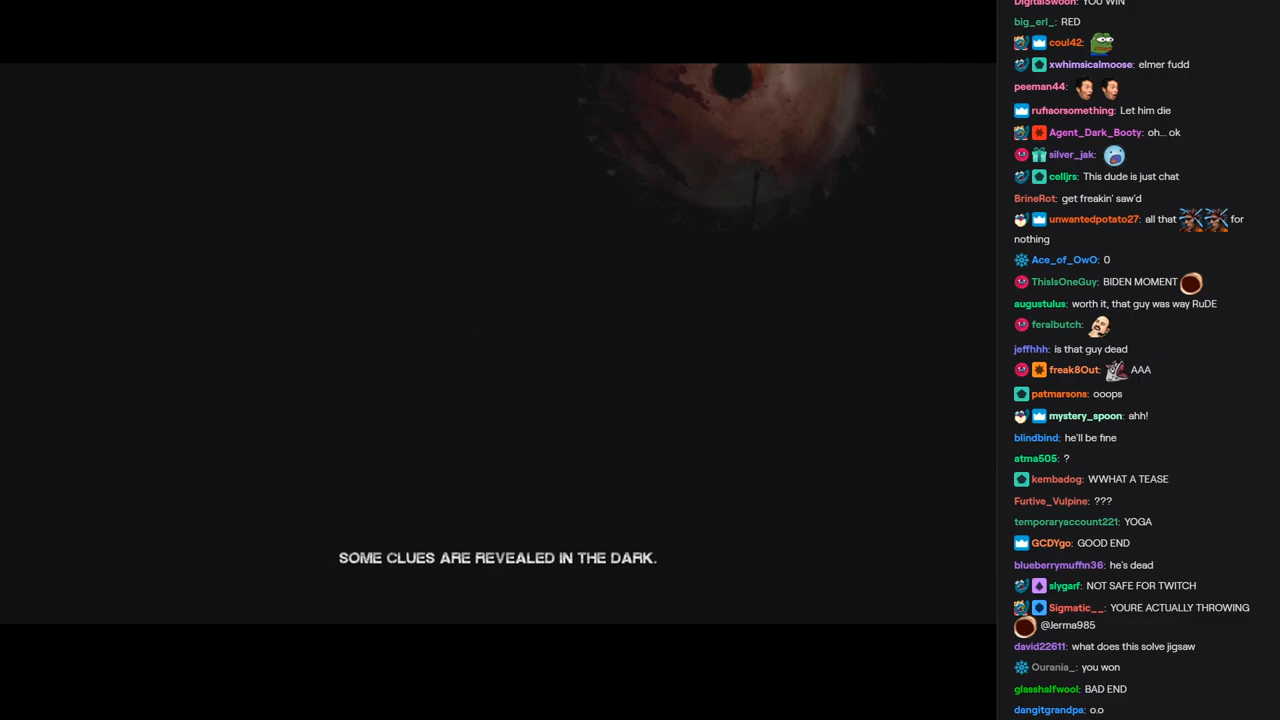 SOME CLUES ARE REVEALED IN THE DARK.
DigitalSwoon: YOU WIN
big_erl_: RED
coul42:
xwhimsicalmoose: elmer fudd
peeman44:
rufiaorsomething: Let him die
Agent_Dark_Booty: oh... ok
silver_jak:
celljrs: This dude is just chat
BrineRot: get freakin' saw'd
unwantedpotato27: all that for
nothing
Ace_of_OwO: 0
ThisIsOneGuy: BIDEN MOMENT
augustulus: worth it, that guy was way RuDE
feralbutch:
jeffhhh: is that guy dead
freak8Out: AAA
patmarsons: ooops
mystery_spoon: ahh!
blindbind: he'll be fine
atma505: ?
kembadog: WWHAT A TEASE
Furtive_Vulpine: ???
temporaryaccount221: YOGA
GCDYgo: GOOD END
blueberrymuffin36: he's dead
slygarf: NOT SAFE FOR TWITCH
Sigmatic__: YOURE ACTUALLY THROWING
@Jerma985
david22611: what does this solve jigsaw
Ourania_: you won
glasshalfwool: BAD END
dangitgrandpa: o.o